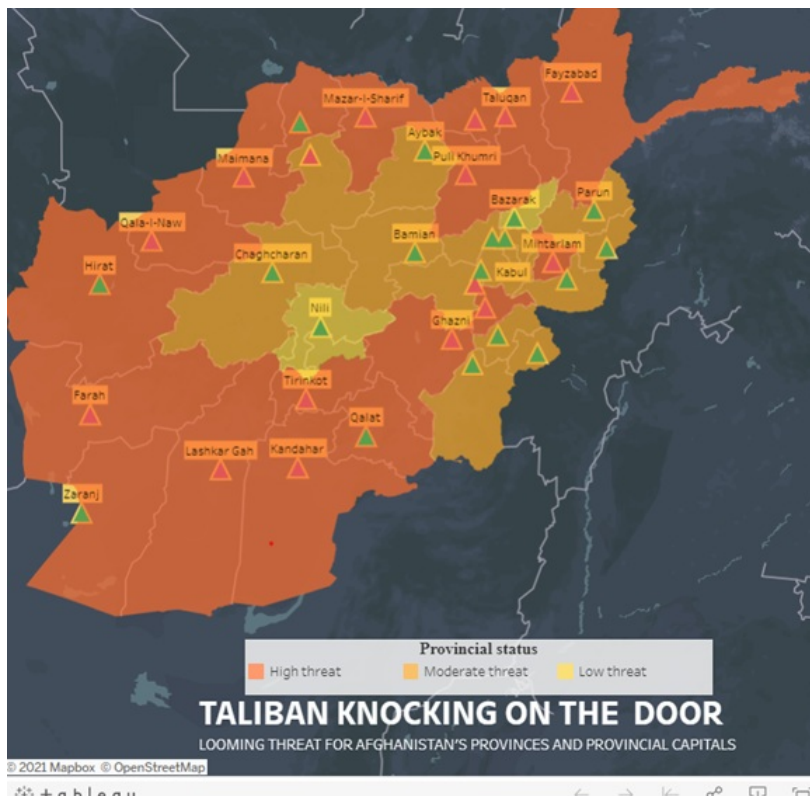 Fayzabad
Mazar-I-Sharif
Taluqan
Aybak
Maimana
Pull Khumri
Bazarak
Parun
Qala-I-Naw
Bamian
Mihtarlam
Chaghcharan
Hirat
Kabul
Nili
Ghazni
Tirinkot
Farah
Qalat
Lashkar Gah
Kandahar
Zaranj
Provincial status
High threat
Moderate threat
Low threat
TALIBAN KNOCKING ON THE DOOR
LOOMING THREAT FOR AFGHANISTAN'S PROVINCES AND PROVINCIAL CAPITALS
© 2021 Mapbox © OpenStreetMap
+ a b l e a u